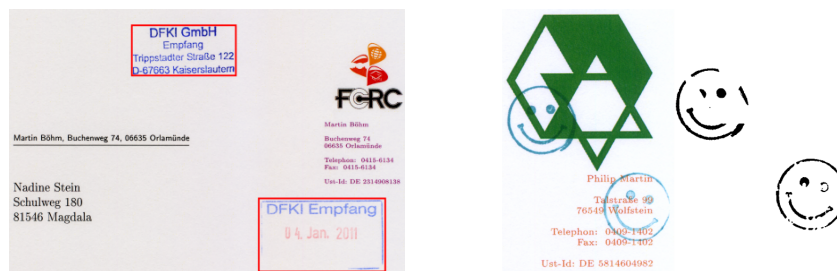 DFKI GmbH
Empfang
Trippstadter Straße 122
D-67663 Kaiserslautern
FCRC
Martin Böhm
Buchenweg 74
06635 Orlamünde
Telephon: 0415-6134
Fax: 0415-6134
Ust-Id: DE 2314908138
Martin Böhm, Buchenweg 74, 06635 Orlamünde
Nadine Stein
Schulweg 180
81546 Magdala
DFKI Empfang
04. Jan. 2011
Philip Martin
Talstraße 99
76549 Wolfstein
Telephon: 0409-1402
Fax: 0409-1402
Ust-Id: DE 5814604982